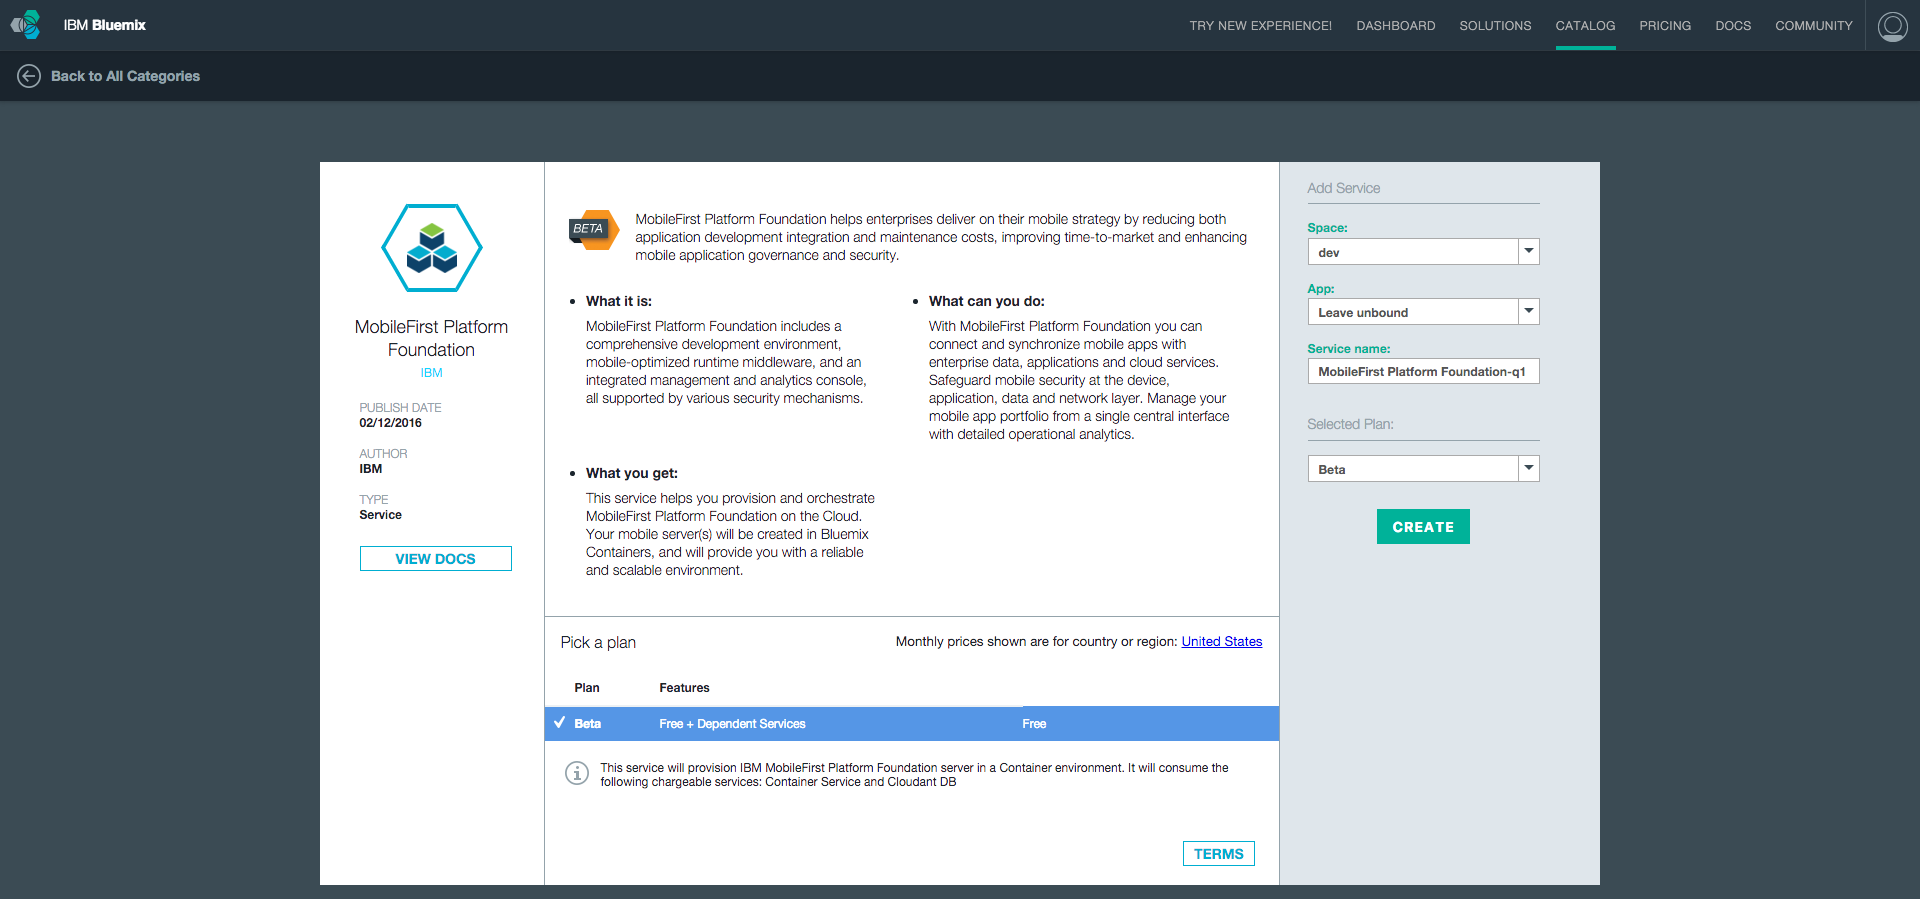 IBM Bluemix
TRY NEW EXPERIENCE!
DASHBOARD
SOLUTIONS
CATALOG
PRICING
DOCS
COMMUNITY
Back to All Categories
MobileFirst Platform
Foundation
IBM
PUBLISH DATE
02/12/2016
AUTHOR
IBM
TYPE
Service
VIEW DOCS
BETA
MobileFirst Platform Foundation helps enterprises deliver on their mobile strategy by reducing both
application development integration and maintenance costs, improving time-to-market and enhancing
mobile application governance and security.
What it is:
MobileFirst Platform Foundation includes a
comprehensive development environment,
mobile-optimized runtime middleware, and an
integrated management and analytics console,
all supported by various security mechanisms.
What can you do:
With MobileFirst Platform Foundation you can
connect and synchronize mobile apps with
enterprise data, applications and cloud services.
Safeguard mobile security at the device,
application, data and network layer. Manage your
mobile app portfolio from a single central interface
with detailed operational analytics.
What you get:
This service helps you provision and orchestrate
MobileFirst Platform Foundation on the Cloud.
Your mobile server(s) will be created in Bluemix
Containers, and will provide you with a reliable
and scalable environment.
Pick a plan
Monthly prices shown are for country or region: United States
Plan
Features
Beta
Free + Dependent Services
Free
This service will provision IBM MobileFirst Platform Foundation server in a Container environment. It will consume the
following chargeable services: Container Service and Cloudant DB
TERMS
Add Service
Space:
dev
App:
Leave unbound
Service name:
MobileFirst Platform Foundation-q1
Selected Plan:
Beta
CREATE